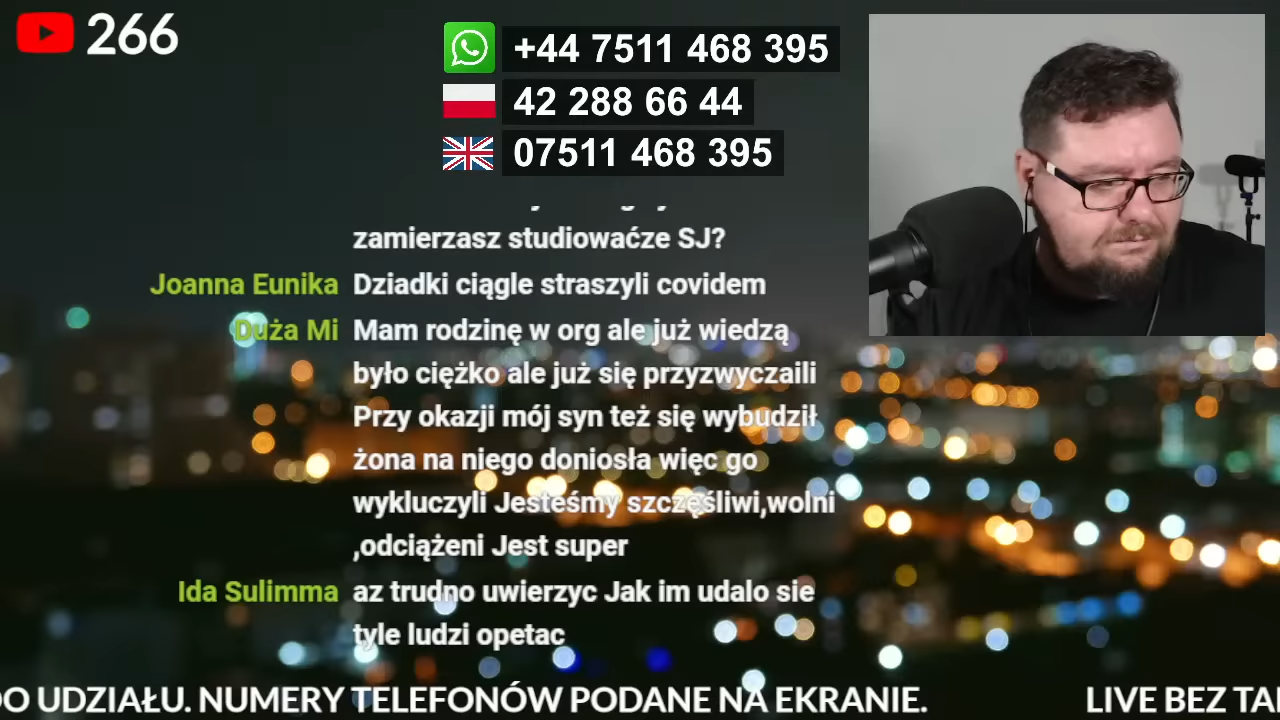 266
+44 7511 468 395
42 288 66 44
07511 468 395
zamierzasz studiowaćze SJ?
Joanna Eunika Dziadki ciągle straszyli covidem
Duża Mi Mam rodzinę w org ale już wiedzą
było ciężko ale już się przyzwyczaili
Przy okazji mój syn też się wybudził
żona na niego doniosła więc go
wykluczyli Jesteśmy szczęśliwi,wolni
,odciążeni Jest super
Ida Sulimma az trudno uwierzyc Jak im udalo sie
tyle ludzi opetac
DO UDZIAŁU. NUMERY TELEFONÓW PODANE NA EKRANIE. LIVE BEZ